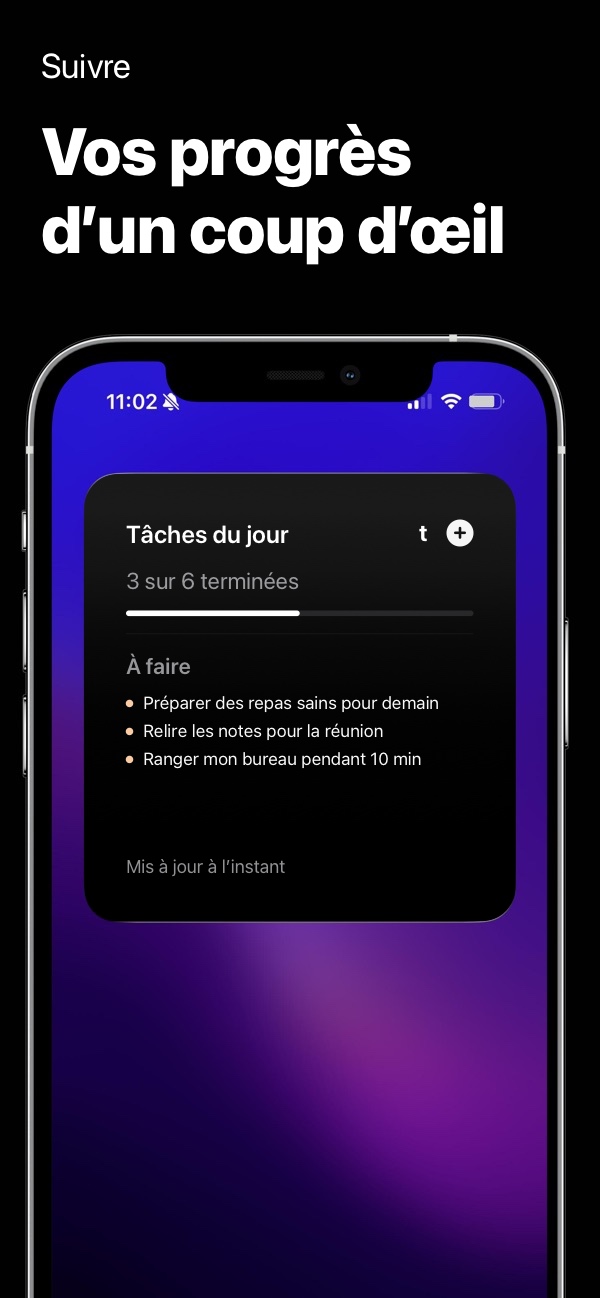 Suivre
Vos progrès
d’un coup d’œil
11:02
Tâches du jour
t
3 sur 6 terminées
À faire
Préparer des repas sains pour demain
Relire les notes pour la réunion
Ranger mon bureau pendant 10 min
Mis à jour à l’instant